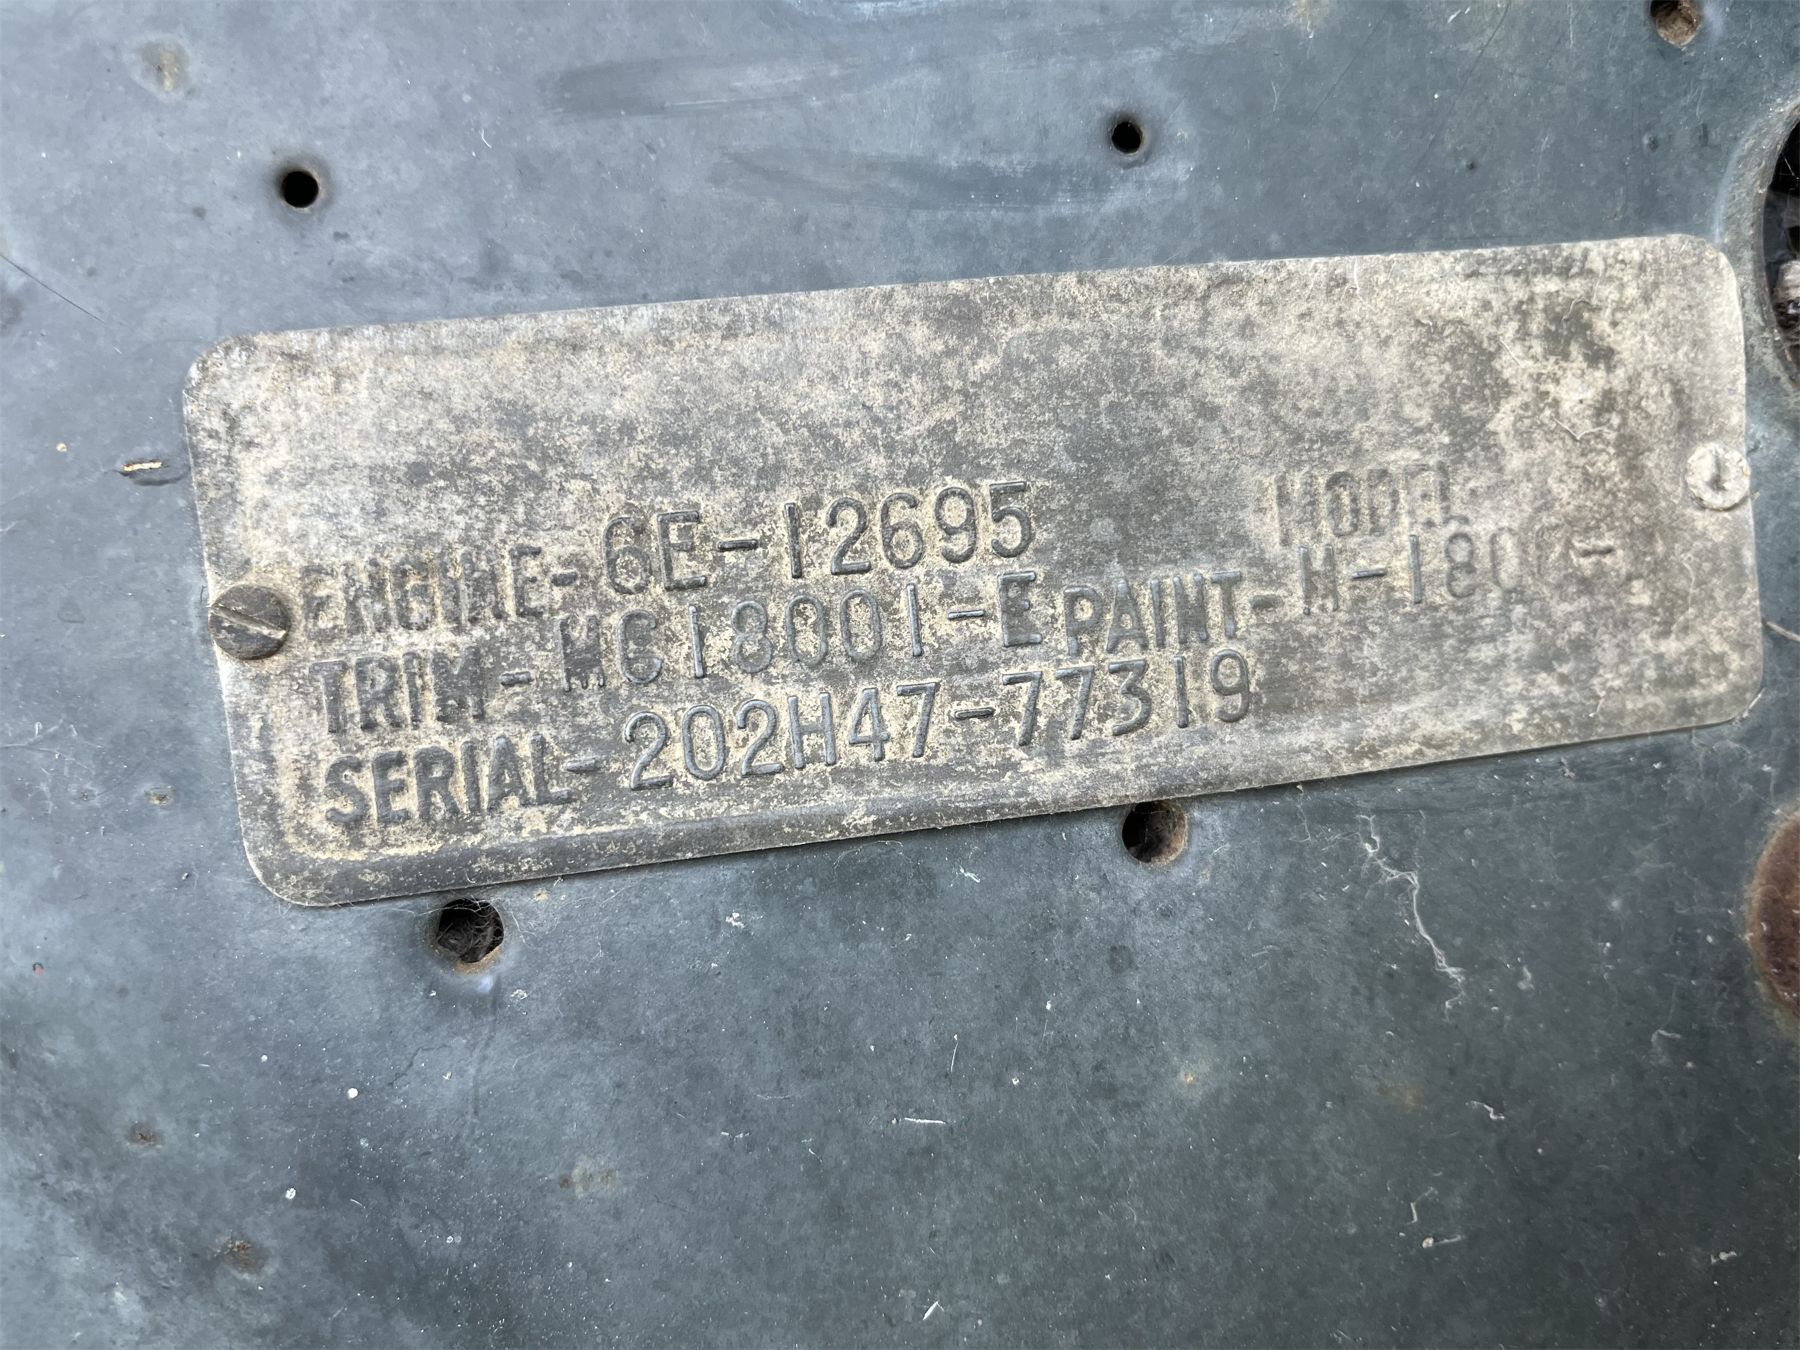 ENGINE-6E-12695 MODEL
TRIM-MC18001-E PAINT-M-180
SERIAL-202H47-77319